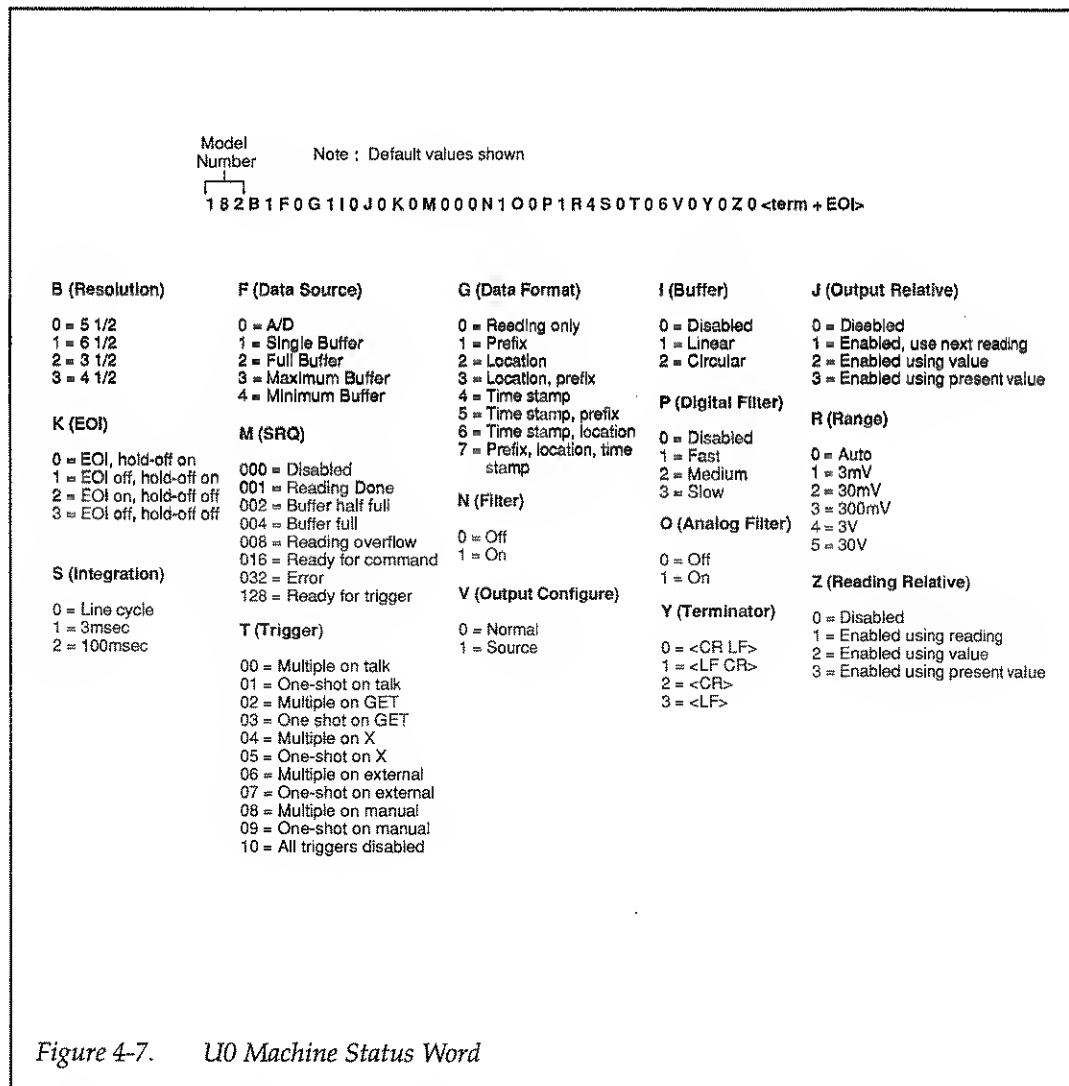 Model
Number
Note : Default values shown
182B1F0G1I0J0K0M000N1O0P1R4S0T06V0Y0Z0<term + EOI>
B (Resolution)
0 = 5 1/2
1 = 6 1/2
2 = 3 1/2
3 = 4 1/2
K (EOI)
0 = EOI, hold-off on
1 = EOI off, hold-off on
2 = EOI on, hold-off off
3 = EOI off, hold-off off
S (Integration)
0 = Line cycle
1 = 3msec
2 = 100msec
F (Data Source)
0 = A/D
1 = Single Buffer
2 = Full Buffer
3 = Maximum Buffer
4 = Minimum Buffer
M (SRQ)
000 = Disabled
001 = Reading Done
002 = Buffer half full
004 = Buffer full
008 = Reading overflow
016 = Ready for command
032 = Error
128 = Ready for trigger
T (Trigger)
00 = Multiple on talk
01 = One-shot on talk
02 = Multiple on GET
03 = One shot on GET
04 = Multiple on X
05 = One-shot on X
06 = Multiple on external
07 = One-shot on external
08 = Multiple on manual
09 = One-shot on manual
10 = All triggers disabled
G (Data Format)
0 = Reading only
1 = Prefix
2 = Location
3 = Location, prefix
4 = Time stamp
5 = Time stamp, prefix
6 = Time stamp, location
7 = Prefix, location, time
stamp
N (Filter)
0 = Off
1 = On
V (Output Configure)
0 = Normal
1 = Source
I (Buffer)
0 = Disabled
1 = Linear
2 = Circular
P (Digital Filter)
0 = Disabled
1 = Fast
2 = Medium
3 = Slow
O (Analog Filter)
0 = Off
1 = On
Y (Terminator)
0 = <CR LF>
1 = <LF CR>
2 = <CR>
3 = <LF>
J (Output Relative)
0 = Disabled
1 = Enabled, use next reading
2 = Enabled using value
3 = Enabled using present value
R (Range)
0 = Auto
1 = 3mV
2 = 30mV
3 = 300mV
4 = 3V
5 = 30V
Z (Reading Relative)
0 = Disabled
1 = Enabled using reading
2 = Enabled using value
3 = Enabled using present value
Figure 4-7. U0 Machine Status Word